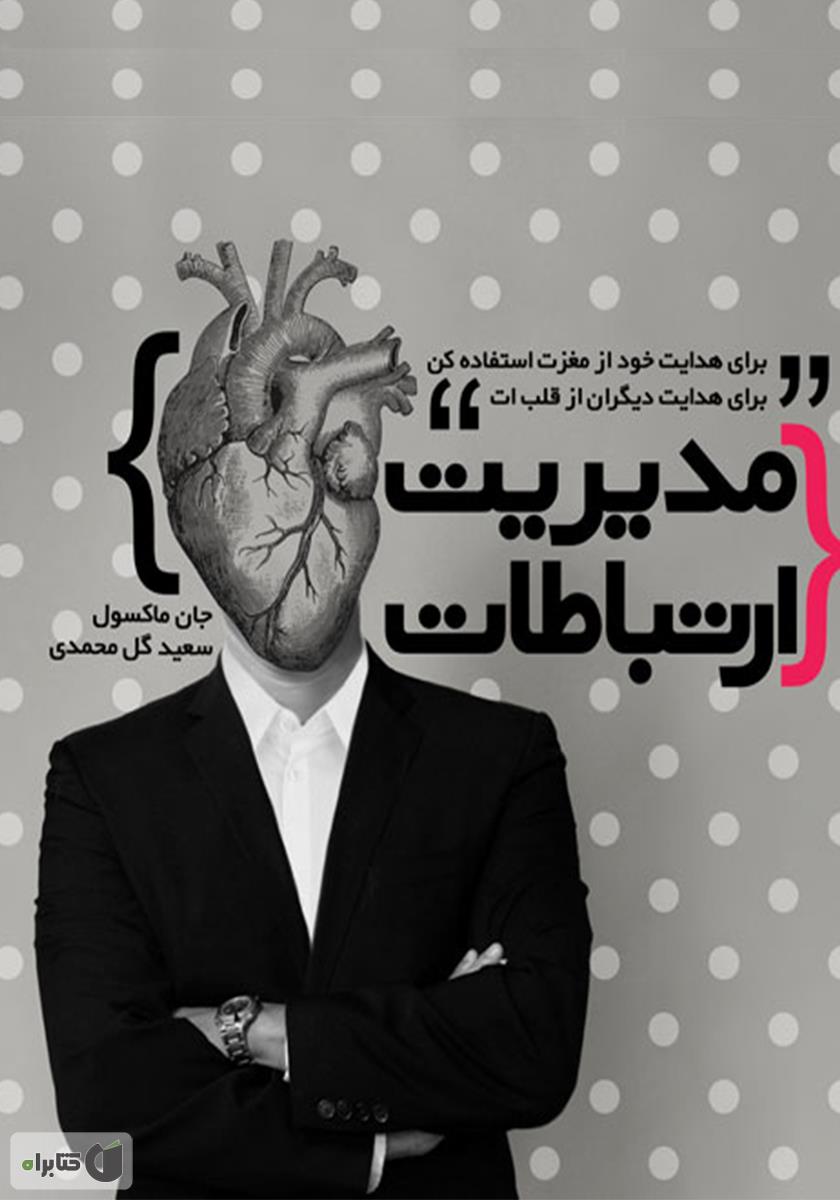 برای هدایت خود از مغزت استفاده کن
برای هدایت دیگران از قلب ات
مدیریت
ارتباطات
جان ماکسول
سعید گل محمدی
کتابراه